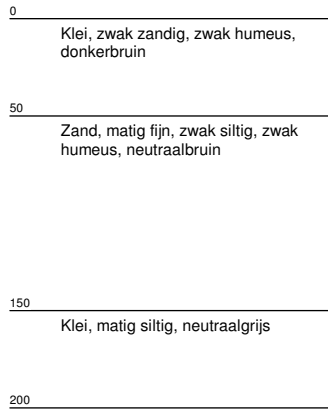 0
Klei, zwak zandig, zwak humeus,
donkerbruin
50
Zand, matig fijn, zwak siltig, zwak
humeus, neutraalbruin
150
Klei, matig siltig, neutraalgrijs
200